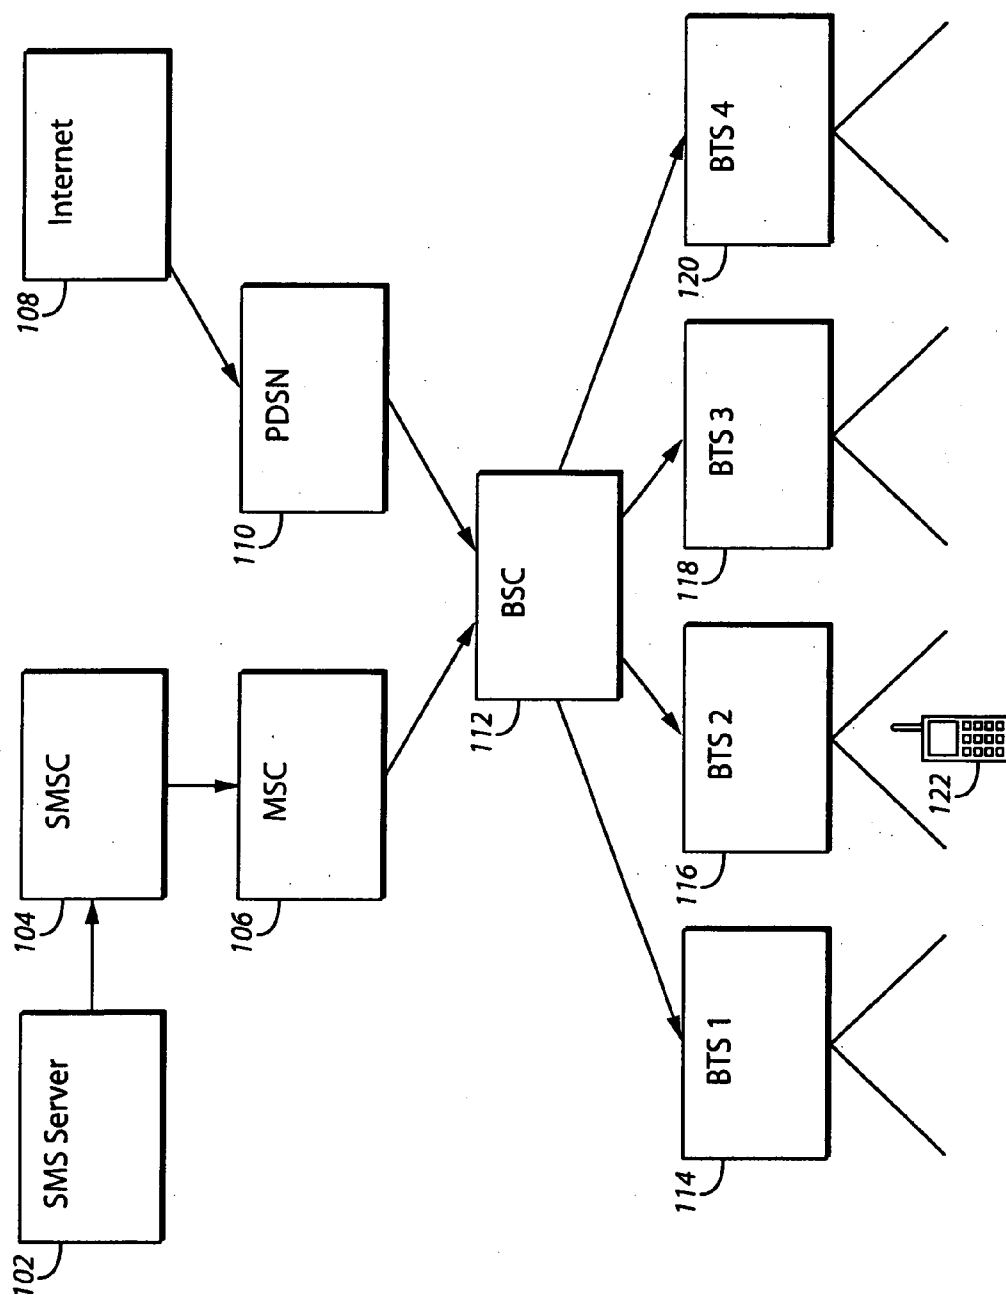 102
SMS Server
104
SMSC
108
Internet
106
MSC
110
PDSN
112
BSC
114
BTS 1
116
BTS 2
118
BTS 3
120
BTS 4
122